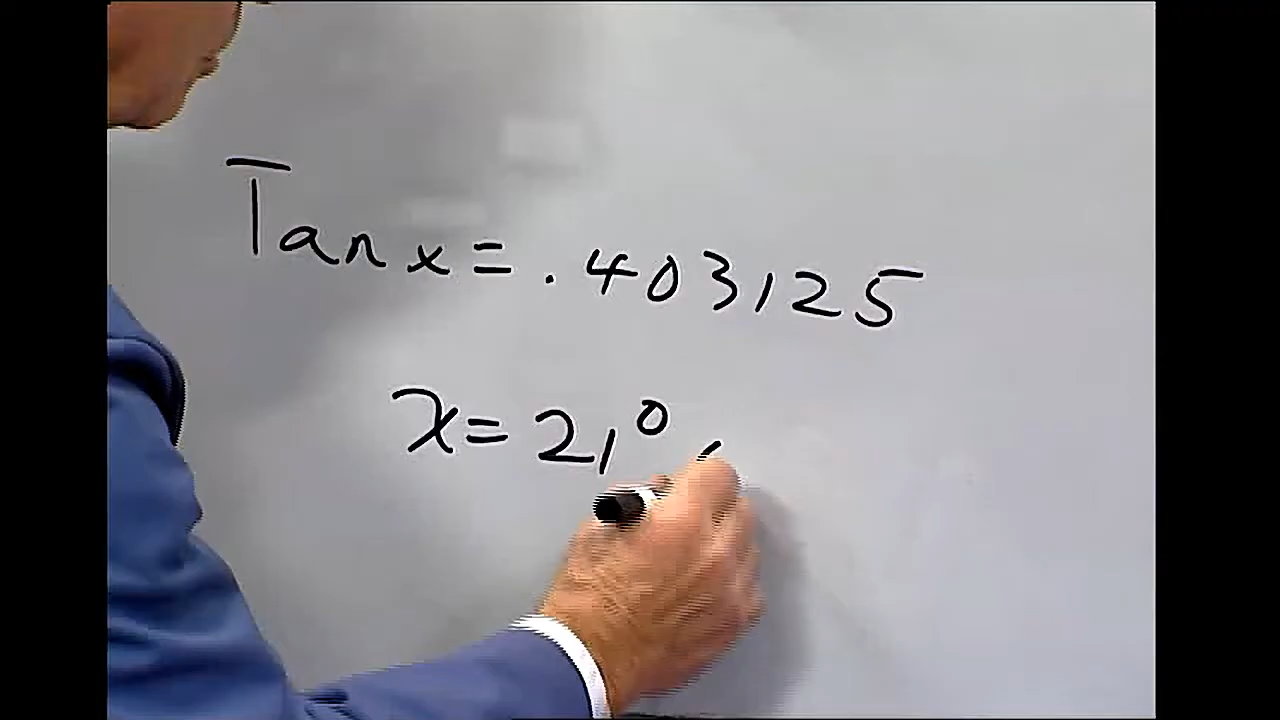 Tan x = .403125
x = 21°